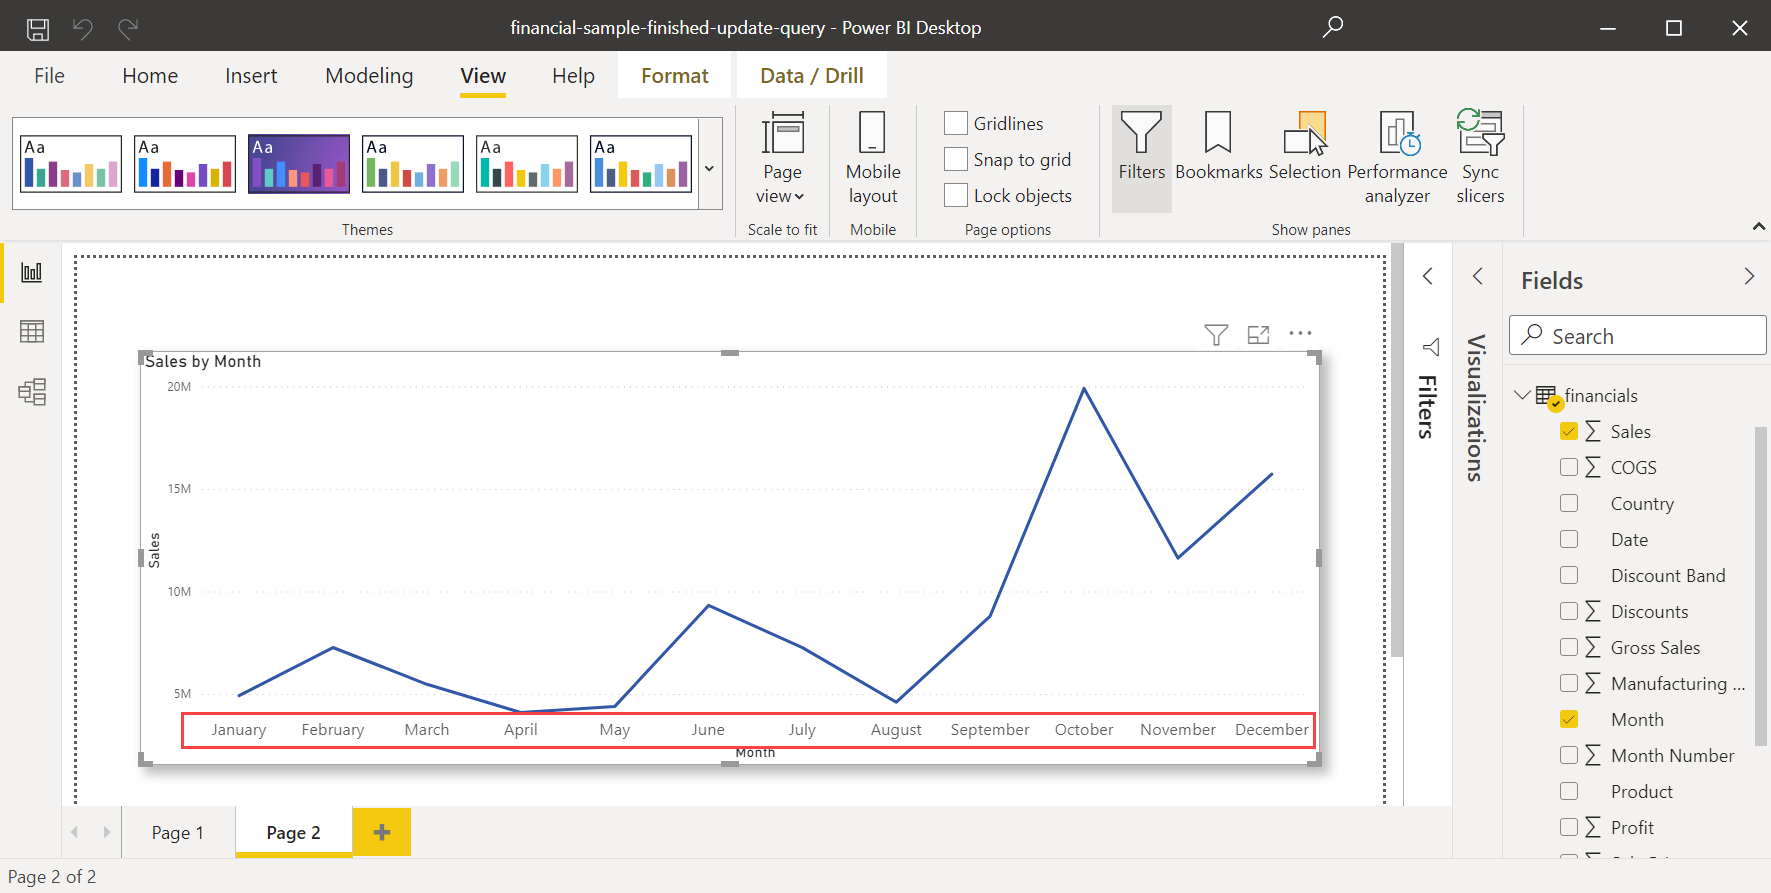 financial-sample-finished-update-query - Power BI Desktop
File Home Insert Modeling View Help Format Data / Drill
Aa Aa Aa Aa Aa Aa
Page view
Mobile layout
Gridlines
Snap to grid
Lock objects
Filters
Bookmarks
Selection
Performance analyzer
Sync slicers
Themes
Scale to fit
Mobile
Page options
Show panes
Sales by Month
20M
15M
10M
5M
Sales
January February March April May June July August September October November December
Month
Filters
Visualizations
Fields
Search
financials
Sales
COGS
Country
Date
Discount Band
Discounts
Gross Sales
Manufacturing ...
Month
Month Number
Product
Profit
Page 1
Page 2
Page 2 of 2